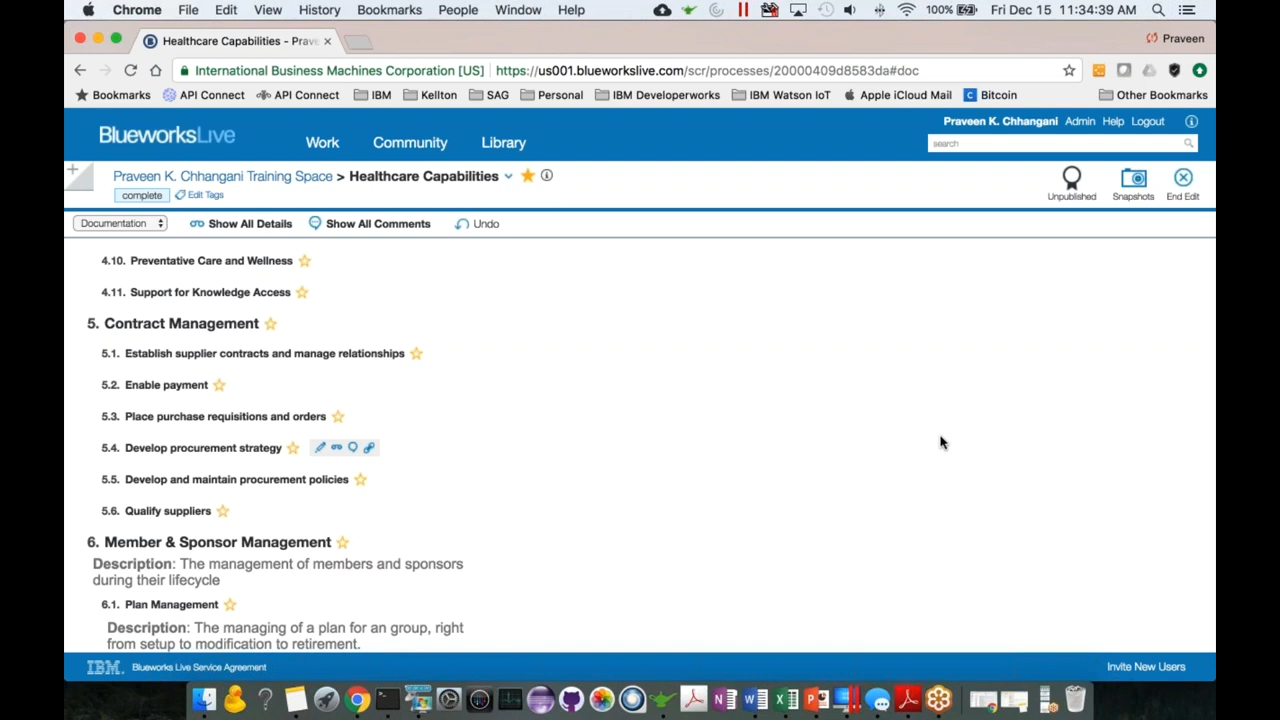 Chrome File Edit View History Bookmarks People Window Help 100% Fri Dec 15 11:34:39 AM
Healthcare Capabilities - Prav Praveen
International Business Machines Corporation [US] https://us001.blueworkslive.com/scr/processes/20000409d8583da#doc
Bookmarks API Connect API Connect IBM Kellton SAG Personal IBM Developerworks IBM Watson IoT Apple iCloud Mail Bitcoin Other Bookmarks
Praveen K. Chhangani Admin Help Logout
BlueworksLive Work Community Library
search
Praveen K. Chhangani Training Space > Healthcare Capabilities
complete Edit Tags
Unpublished Snapshots End Edit
Documentation Show All Details Show All Comments Undo
4.10. Preventative Care and Wellness
4.11. Support for Knowledge Access
5. Contract Management
5.1. Establish supplier contracts and manage relationships
5.2. Enable payment
5.3. Place purchase requisitions and orders
5.4. Develop procurement strategy
5.5. Develop and maintain procurement policies
5.6. Qualify suppliers
6. Member & Sponsor Management
Description: The management of members and sponsors
during their lifecycle
6.1. Plan Management
Description: The managing of a plan for an group, right
from setup to modification to retirement.
IBM. Blueworks Live Service Agreement Invite New Users